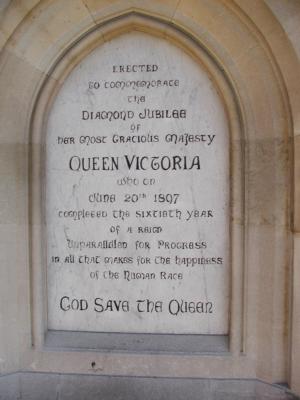 ERECTED
TO COMMEMORATE
THE
DIAMOND JUBILEE
OF
HER MOST GRACIOUS MAJESTY
QUEEN VICTORIA
WHO ON
JUNE 20TH 1897
COMPLETED THE SIXTIETH YEAR
OF A REIGN
UNPARALLELED FOR PROGRESS
IN ALL THAT MAKES FOR THE HAPPINESS
OF THE HUMAN RACE
GOD SAVE THE QUEEN